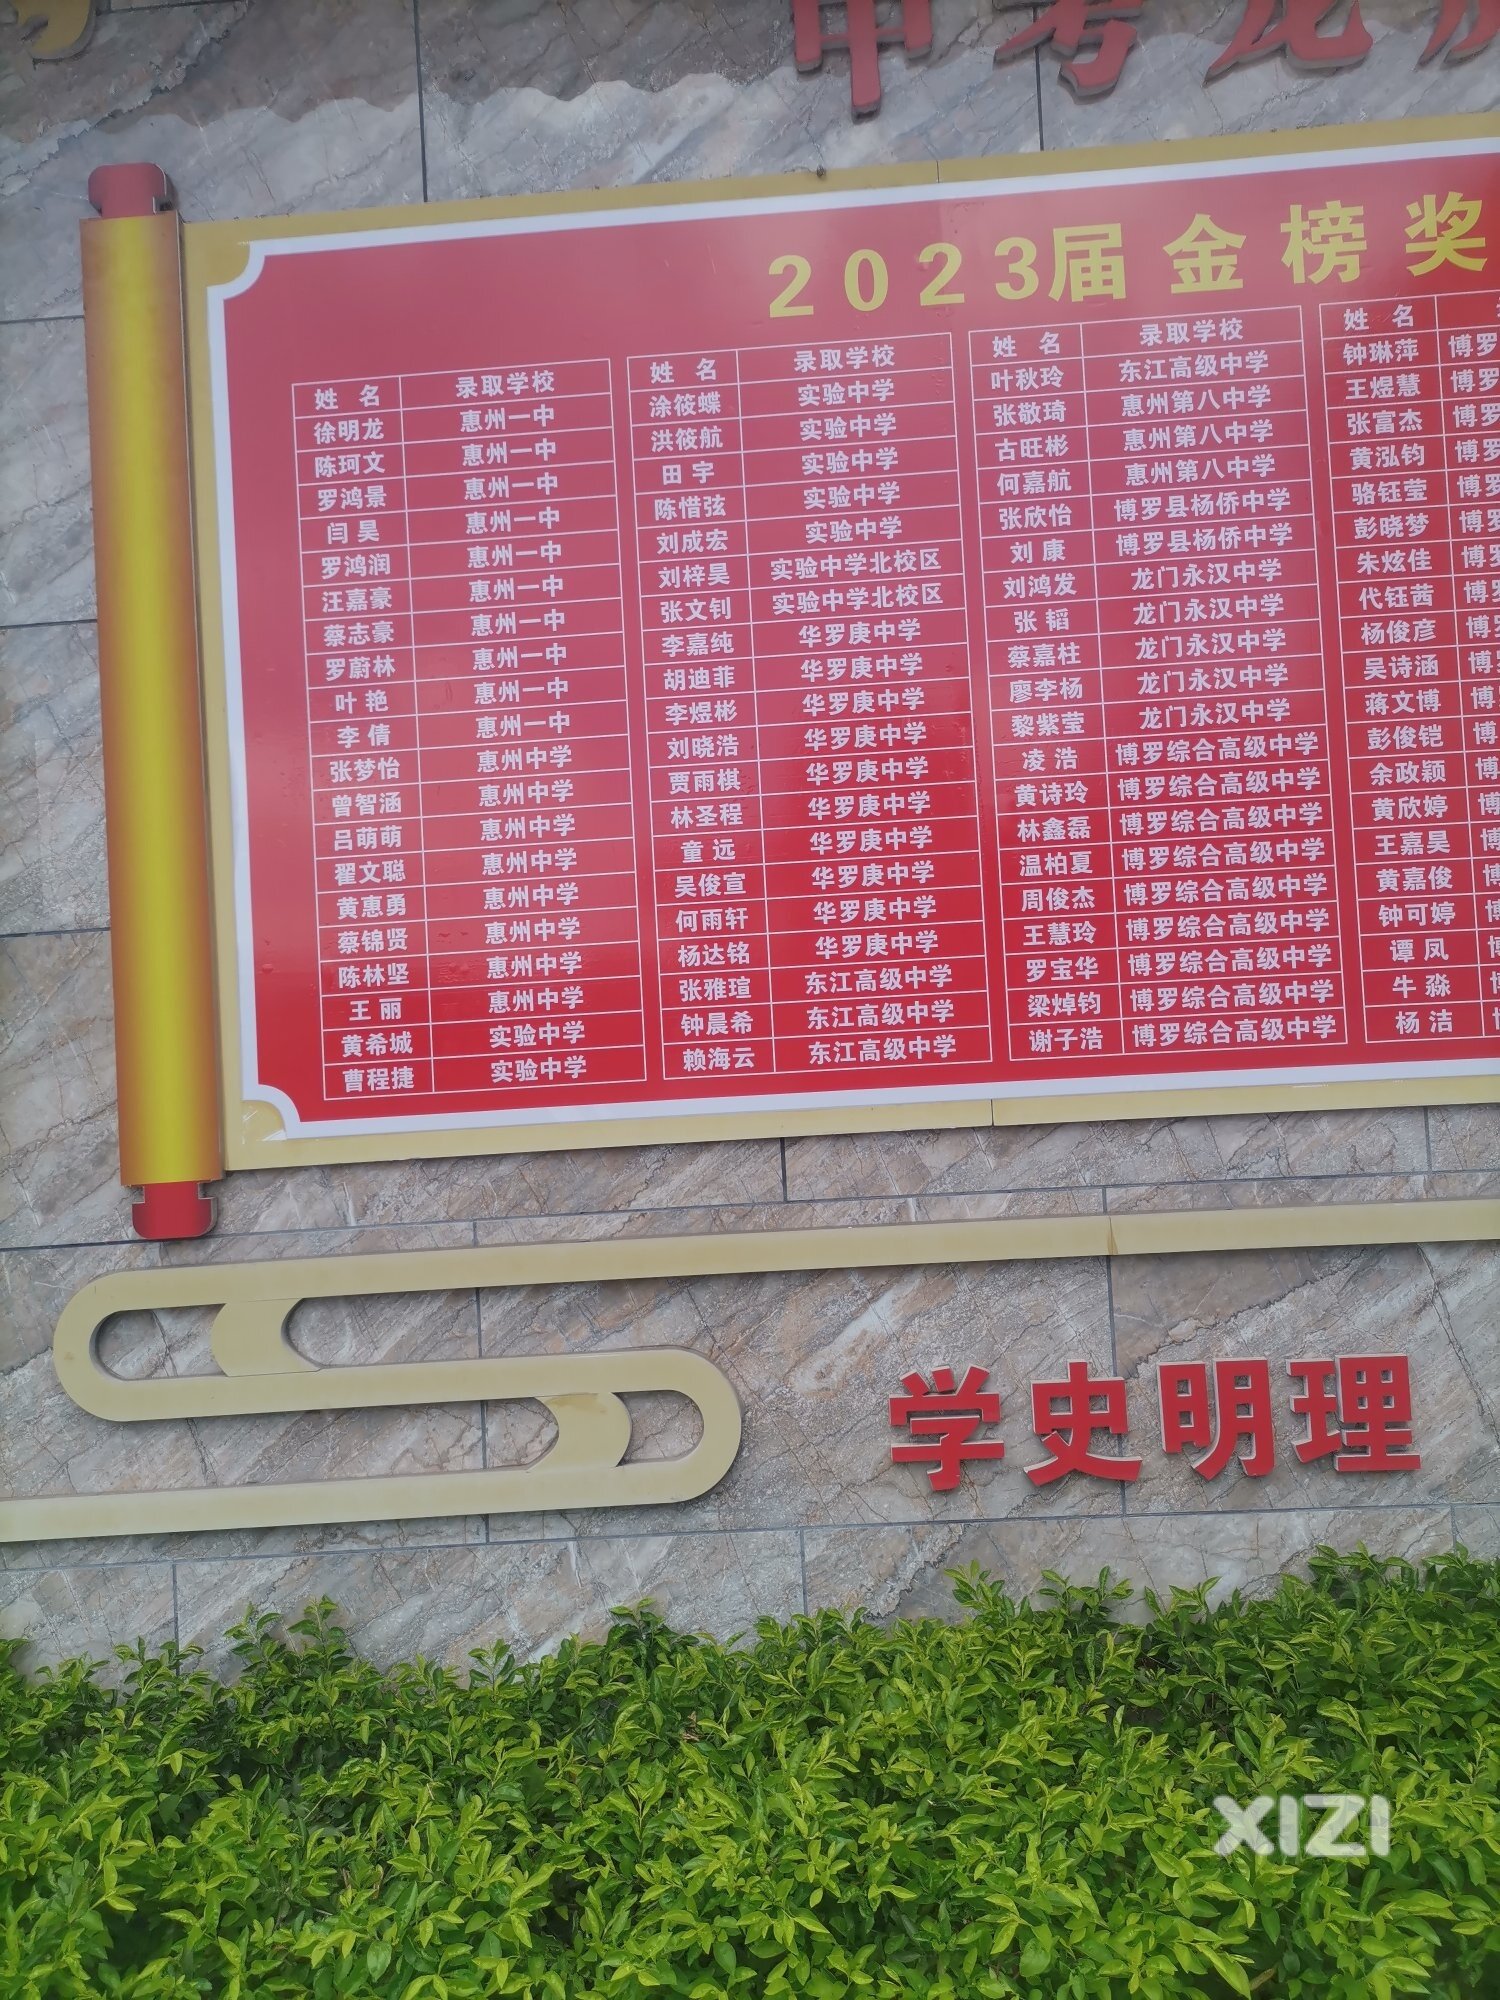 中考龙
2023届金榜奖
姓 名 录取学校
徐明龙 惠州一中
陈珂文 惠州一中
罗鸿景 惠州一中
闫昊 惠州一中
罗鸿润 惠州一中
汪嘉豪 惠州一中
蔡志豪 惠州一中
罗蔚林 惠州一中
叶艳 惠州一中
李倩 惠州一中
张梦怡 惠州中学
曾智涵 惠州中学
吕萌萌 惠州中学
翟文聪 惠州中学
黄惠勇 惠州中学
蔡锦贤 惠州中学
陈林坚 惠州中学
王丽 惠州中学
黄希城 实验中学
曹程捷 实验中学
姓 名 录取学校
涂筱蝶 实验中学
洪筱航 实验中学
田宇 实验中学
陈惜弦 实验中学
刘成宏 实验中学
刘梓昊 实验中学北校区
张文钊 实验中学北校区
李嘉纯 华罗庚中学
胡迪菲 华罗庚中学
李煜彬 华罗庚中学
刘晓浩 华罗庚中学
贾雨棋 华罗庚中学
林圣程 华罗庚中学
童远 华罗庚中学
吴俊宣 华罗庚中学
何雨轩 华罗庚中学
杨达铭 华罗庚中学
张雅瑄 东江高级中学
钟晨希 东江高级中学
赖海云 东江高级中学
姓 名 录取学校
叶秋玲 东江高级中学
张敬琦 惠州第八中学
古旺彬 惠州第八中学
何嘉航 惠州第八中学
张欣怡 博罗县杨侨中学
刘康 博罗县杨侨中学
刘鸿发 龙门永汉中学
张韬 龙门永汉中学
蔡嘉柱 龙门永汉中学
廖李杨 龙门永汉中学
黎紫莹 龙门永汉中学
凌浩 博罗综合高级中学
黄诗玲 博罗综合高级中学
林鑫磊 博罗综合高级中学
温柏夏 博罗综合高级中学
周俊杰 博罗综合高级中学
王慧玲 博罗综合高级中学
罗宝华 博罗综合高级中学
梁焯钧 博罗综合高级中学
谢子浩 博罗综合高级中学
姓 名
钟琳萍 博罗
王煜慧 博罗
张富杰 博罗
黄泓钧 博罗
骆钰莹 博罗
彭晓梦 博罗
朱炫佳 博罗
代钰茜 博罗
杨俊彦 博罗
吴诗涵 博
蒋文博 博
彭俊铠 博
余政颖 博
黄欣婷 博
王嘉昊 博
黄嘉俊 博
钟可婷 博
谭凤
牛淼
杨洁
学史明理
XIZI